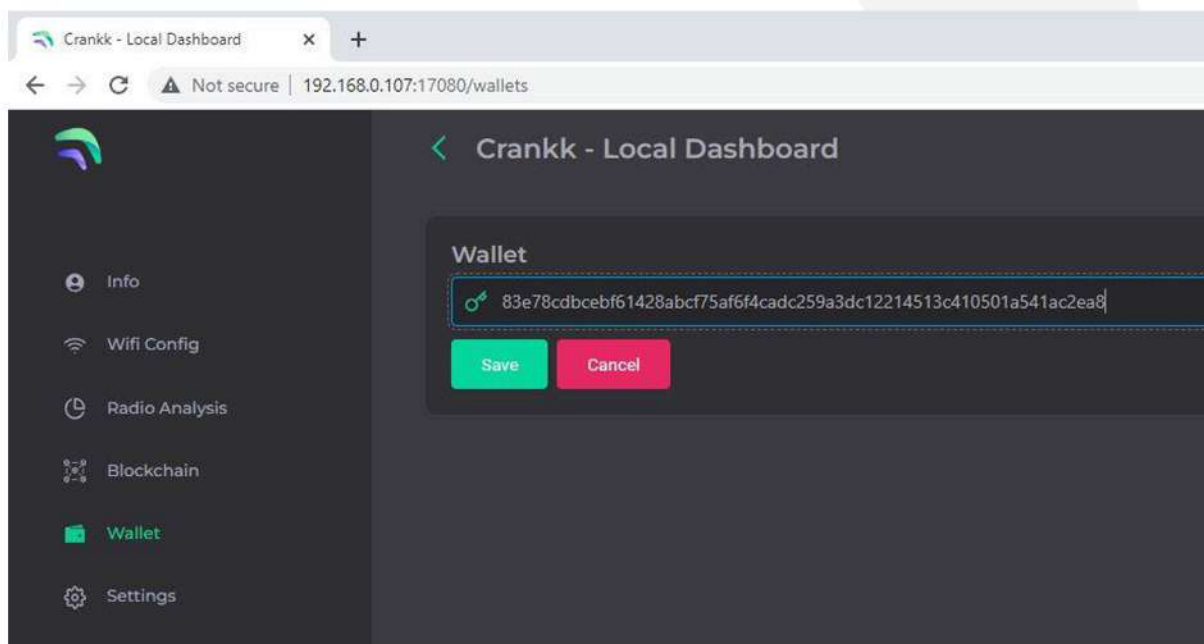 Crankk - Local Dashboard
Not secure | 192.168.0.107:17080/wallets
Crankk - Local Dashboard
Info
Wifi Config
Radio Analysis
Blockchain
Wallet
Settings
Wallet
83e78cdbcebf61428abcf75af6f4cadc259a3dc12214513c410501a541ac2ea8
Save
Cancel